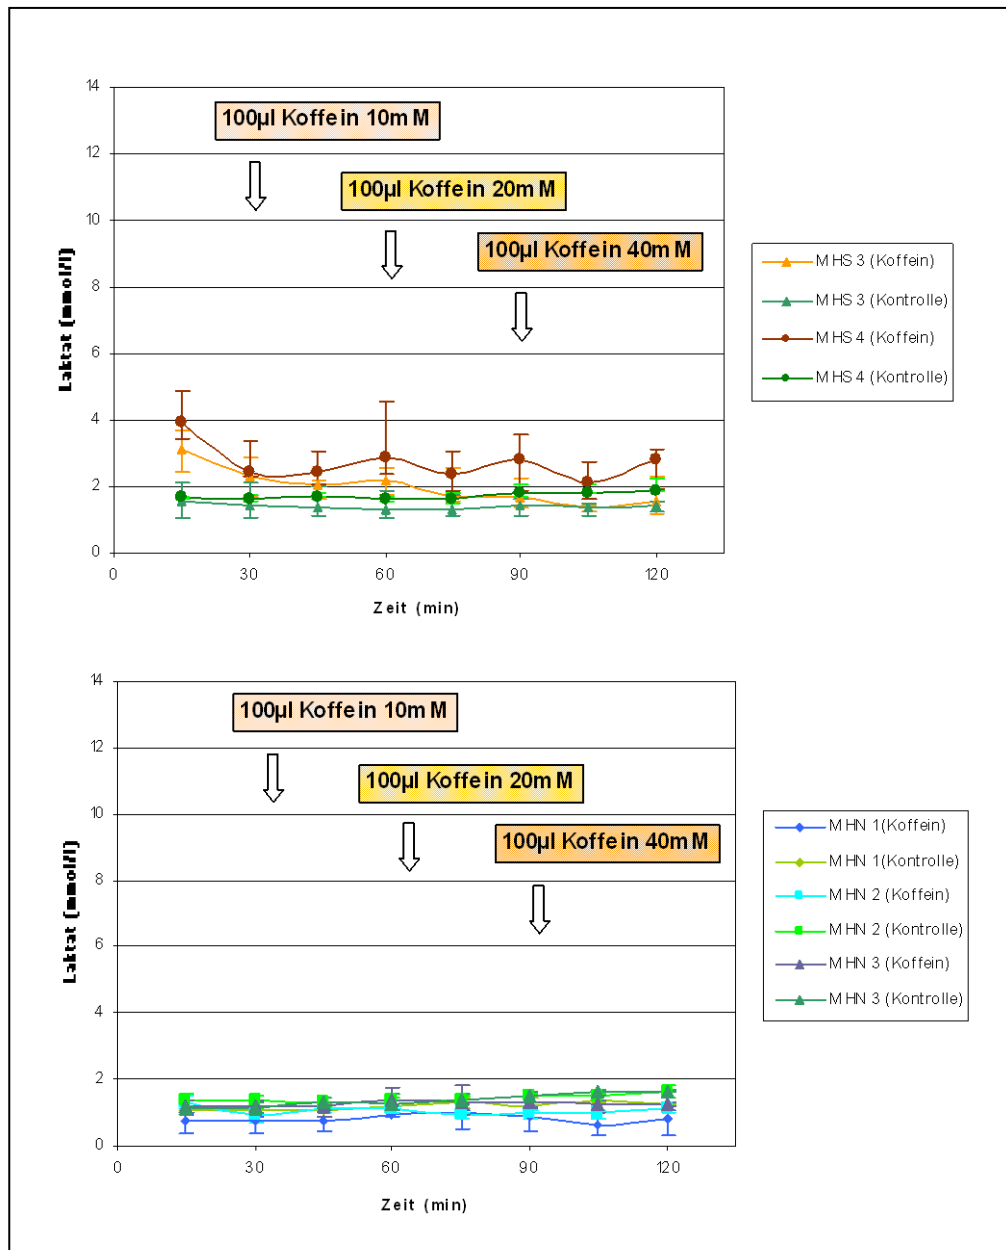 14
12
10
8
6
4
2
0
Laktat [mmol/l]
100µl Koffein 10mM
100µl Koffein 20mM
100µl Koffein 40mM
0 30 60 90 120
Zeit (min)
MHS 3 (Koffein)
MHS 3 (Kontrolle)
MHS 4 (Koffein)
MHS 4 (Kontrolle)
14
12
10
8
6
4
2
0
Laktat [mmol/l]
100µl Koffein 10mM
100µl Koffein 20mM
100µl Koffein 40mM
0 30 60 90 120
Zeit (min)
MHN 1 (Koffein)
MHN 1 (Kontrolle)
MHN 2 (Koffein)
MHN 2 (Kontrolle)
MHN 3 (Koffein)
MHN 3 (Kontrolle)